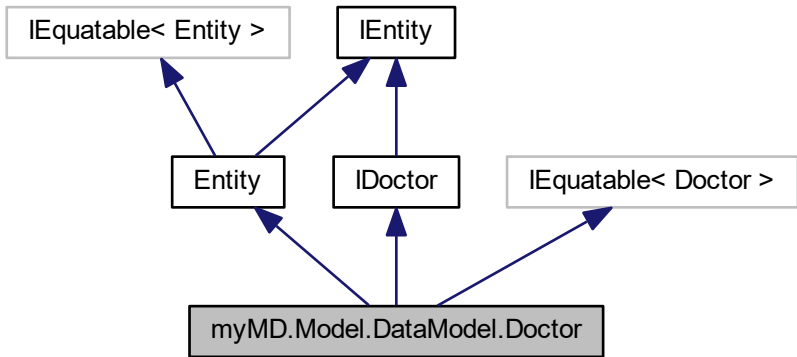 IEquatable< Entity >
IEntity
Entity
IDoctor
IEquatable< Doctor >
myMD.Model.DataModel.Doctor